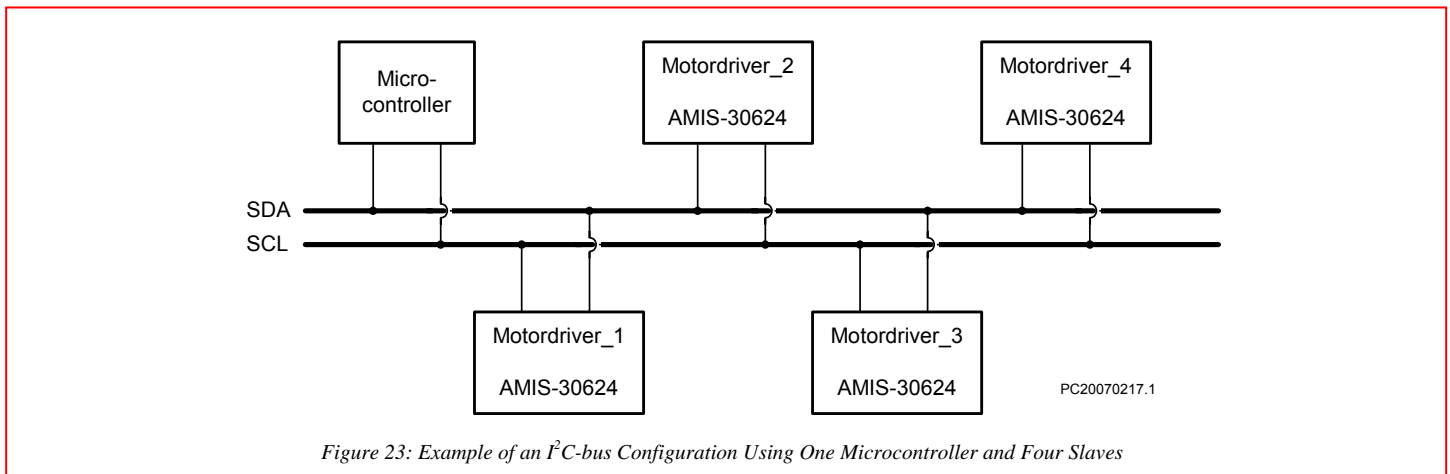 Micro-
controller
Motordriver_2
AMIS-30624
Motordriver_4
AMIS-30624
SDA
SCL
Motordriver_1
AMIS-30624
Motordriver_3
AMIS-30624
PC20070217.1
Figure 23: Example of an I²C-bus Configuration Using One Microcontroller and Four Slaves